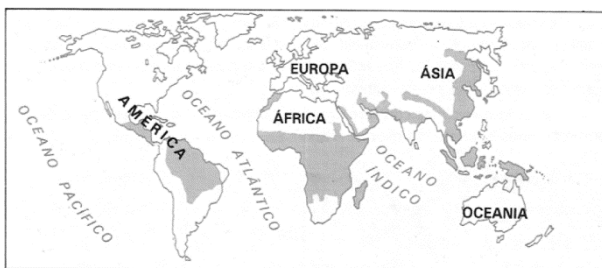 EUROPA
ÁSIA
AMÉRICA
ÁFRICA
OCEANO ATLÂNTICO
OCEANO PACÍFICO
OCEANO
ÍNDICO
OCEANIA